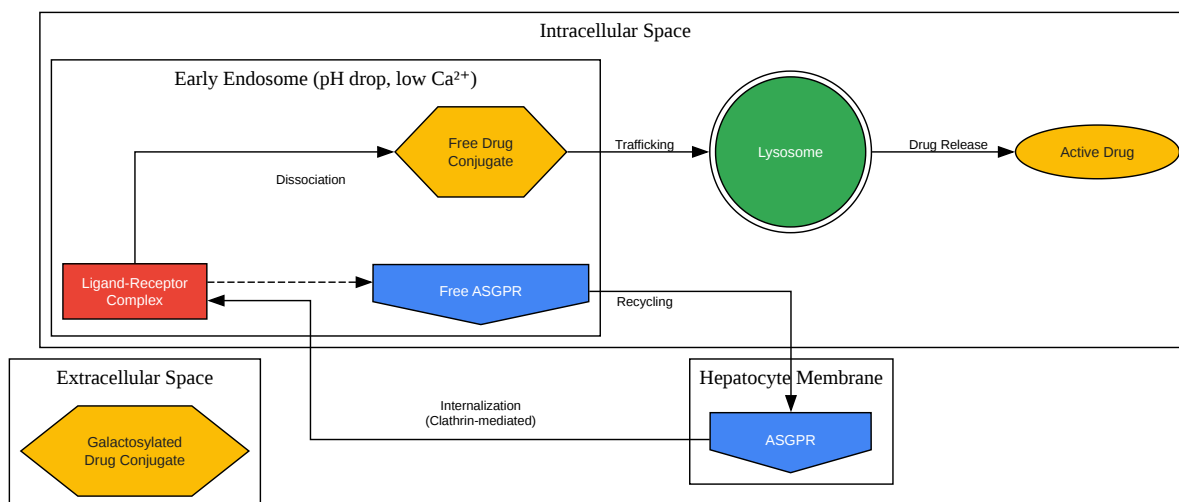 Intracellular Space
Early Endosome (pH drop, low Ca²⁺)
Free Drug
Conjugate
Trafficking
Lysosome
Drug Release
Active Drug
Dissociation
Ligand-Receptor
Complex
Free ASGPR
Recycling
Extracellular Space
Galactosylated
Drug Conjugate
Internalization
(Clathrin-mediated)
Hepatocyte Membrane
ASGPR